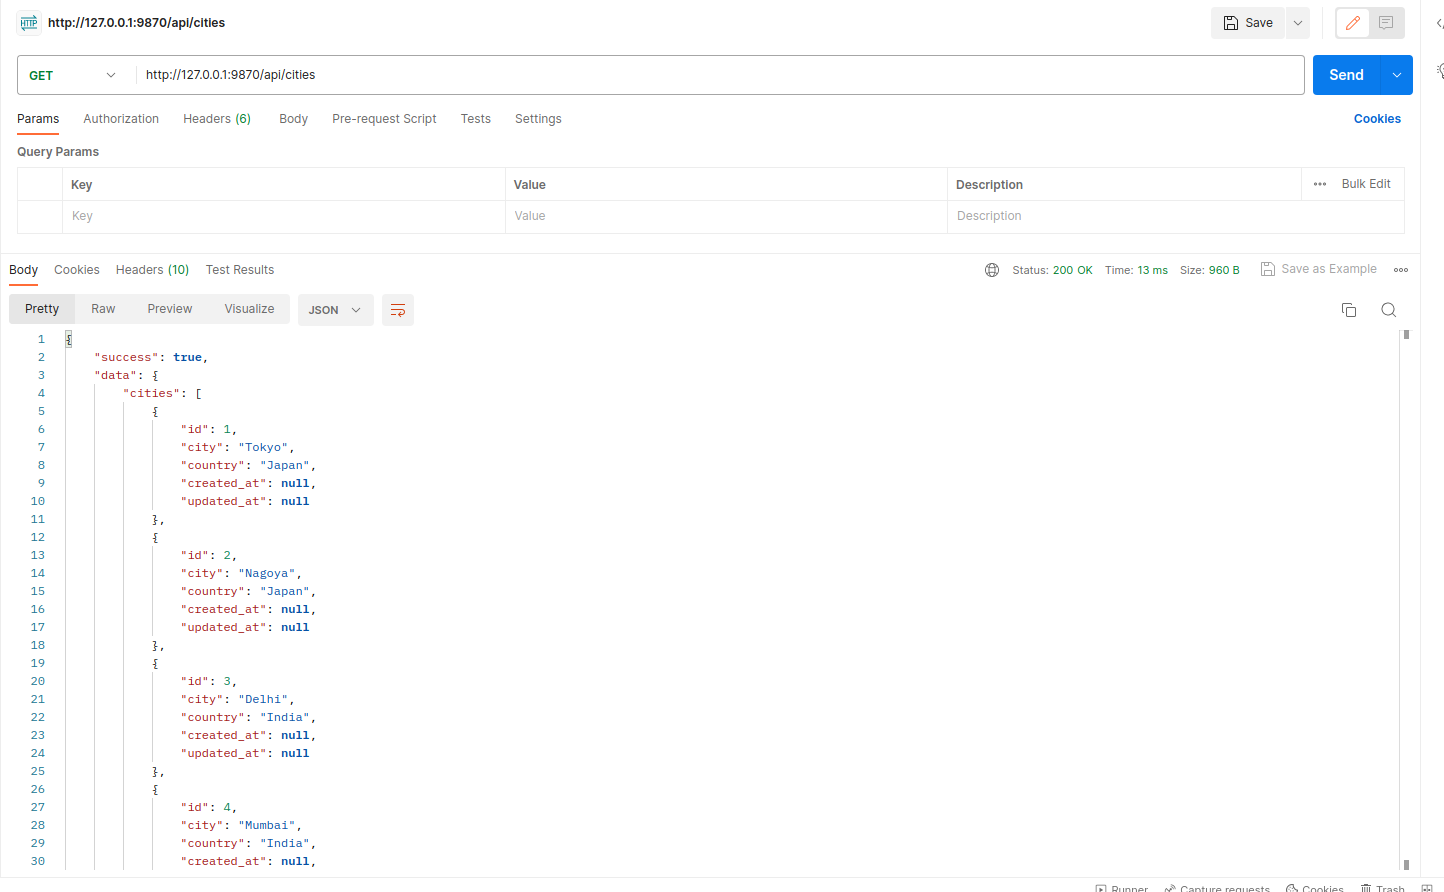 HTTP http://127.0.0.1:9870/api/cities Save
GET http://127.0.0.1:9870/api/cities Send
Params Authorization Headers (6) Body Pre-request Script Tests Settings Cookies
Query Params
Key Value Description ••• Bulk Edit
Key Value Description
Body Cookies Headers (10) Test Results Status: 200 OK Time: 13 ms Size: 960 B Save as Example
Pretty Raw Preview Visualize JSON
1 {
2 "success": true,
3 "data": {
4 "cities": [
5 {
6 "id": 1,
7 "city": "Tokyo",
8 "country": "Japan",
9 "created_at": null,
10 "updated_at": null
11 },
12 {
13 "id": 2,
14 "city": "Nagoya",
15 "country": "Japan",
16 "created_at": null,
17 "updated_at": null
18 },
19 {
20 "id": 3,
21 "city": "Delhi",
22 "country": "India",
23 "created_at": null,
24 "updated_at": null
25 },
26 {
27 "id": 4,
28 "city": "Mumbai",
29 "country": "India",
30 "created_at": null,
Runner Capture requests Cookies Trash